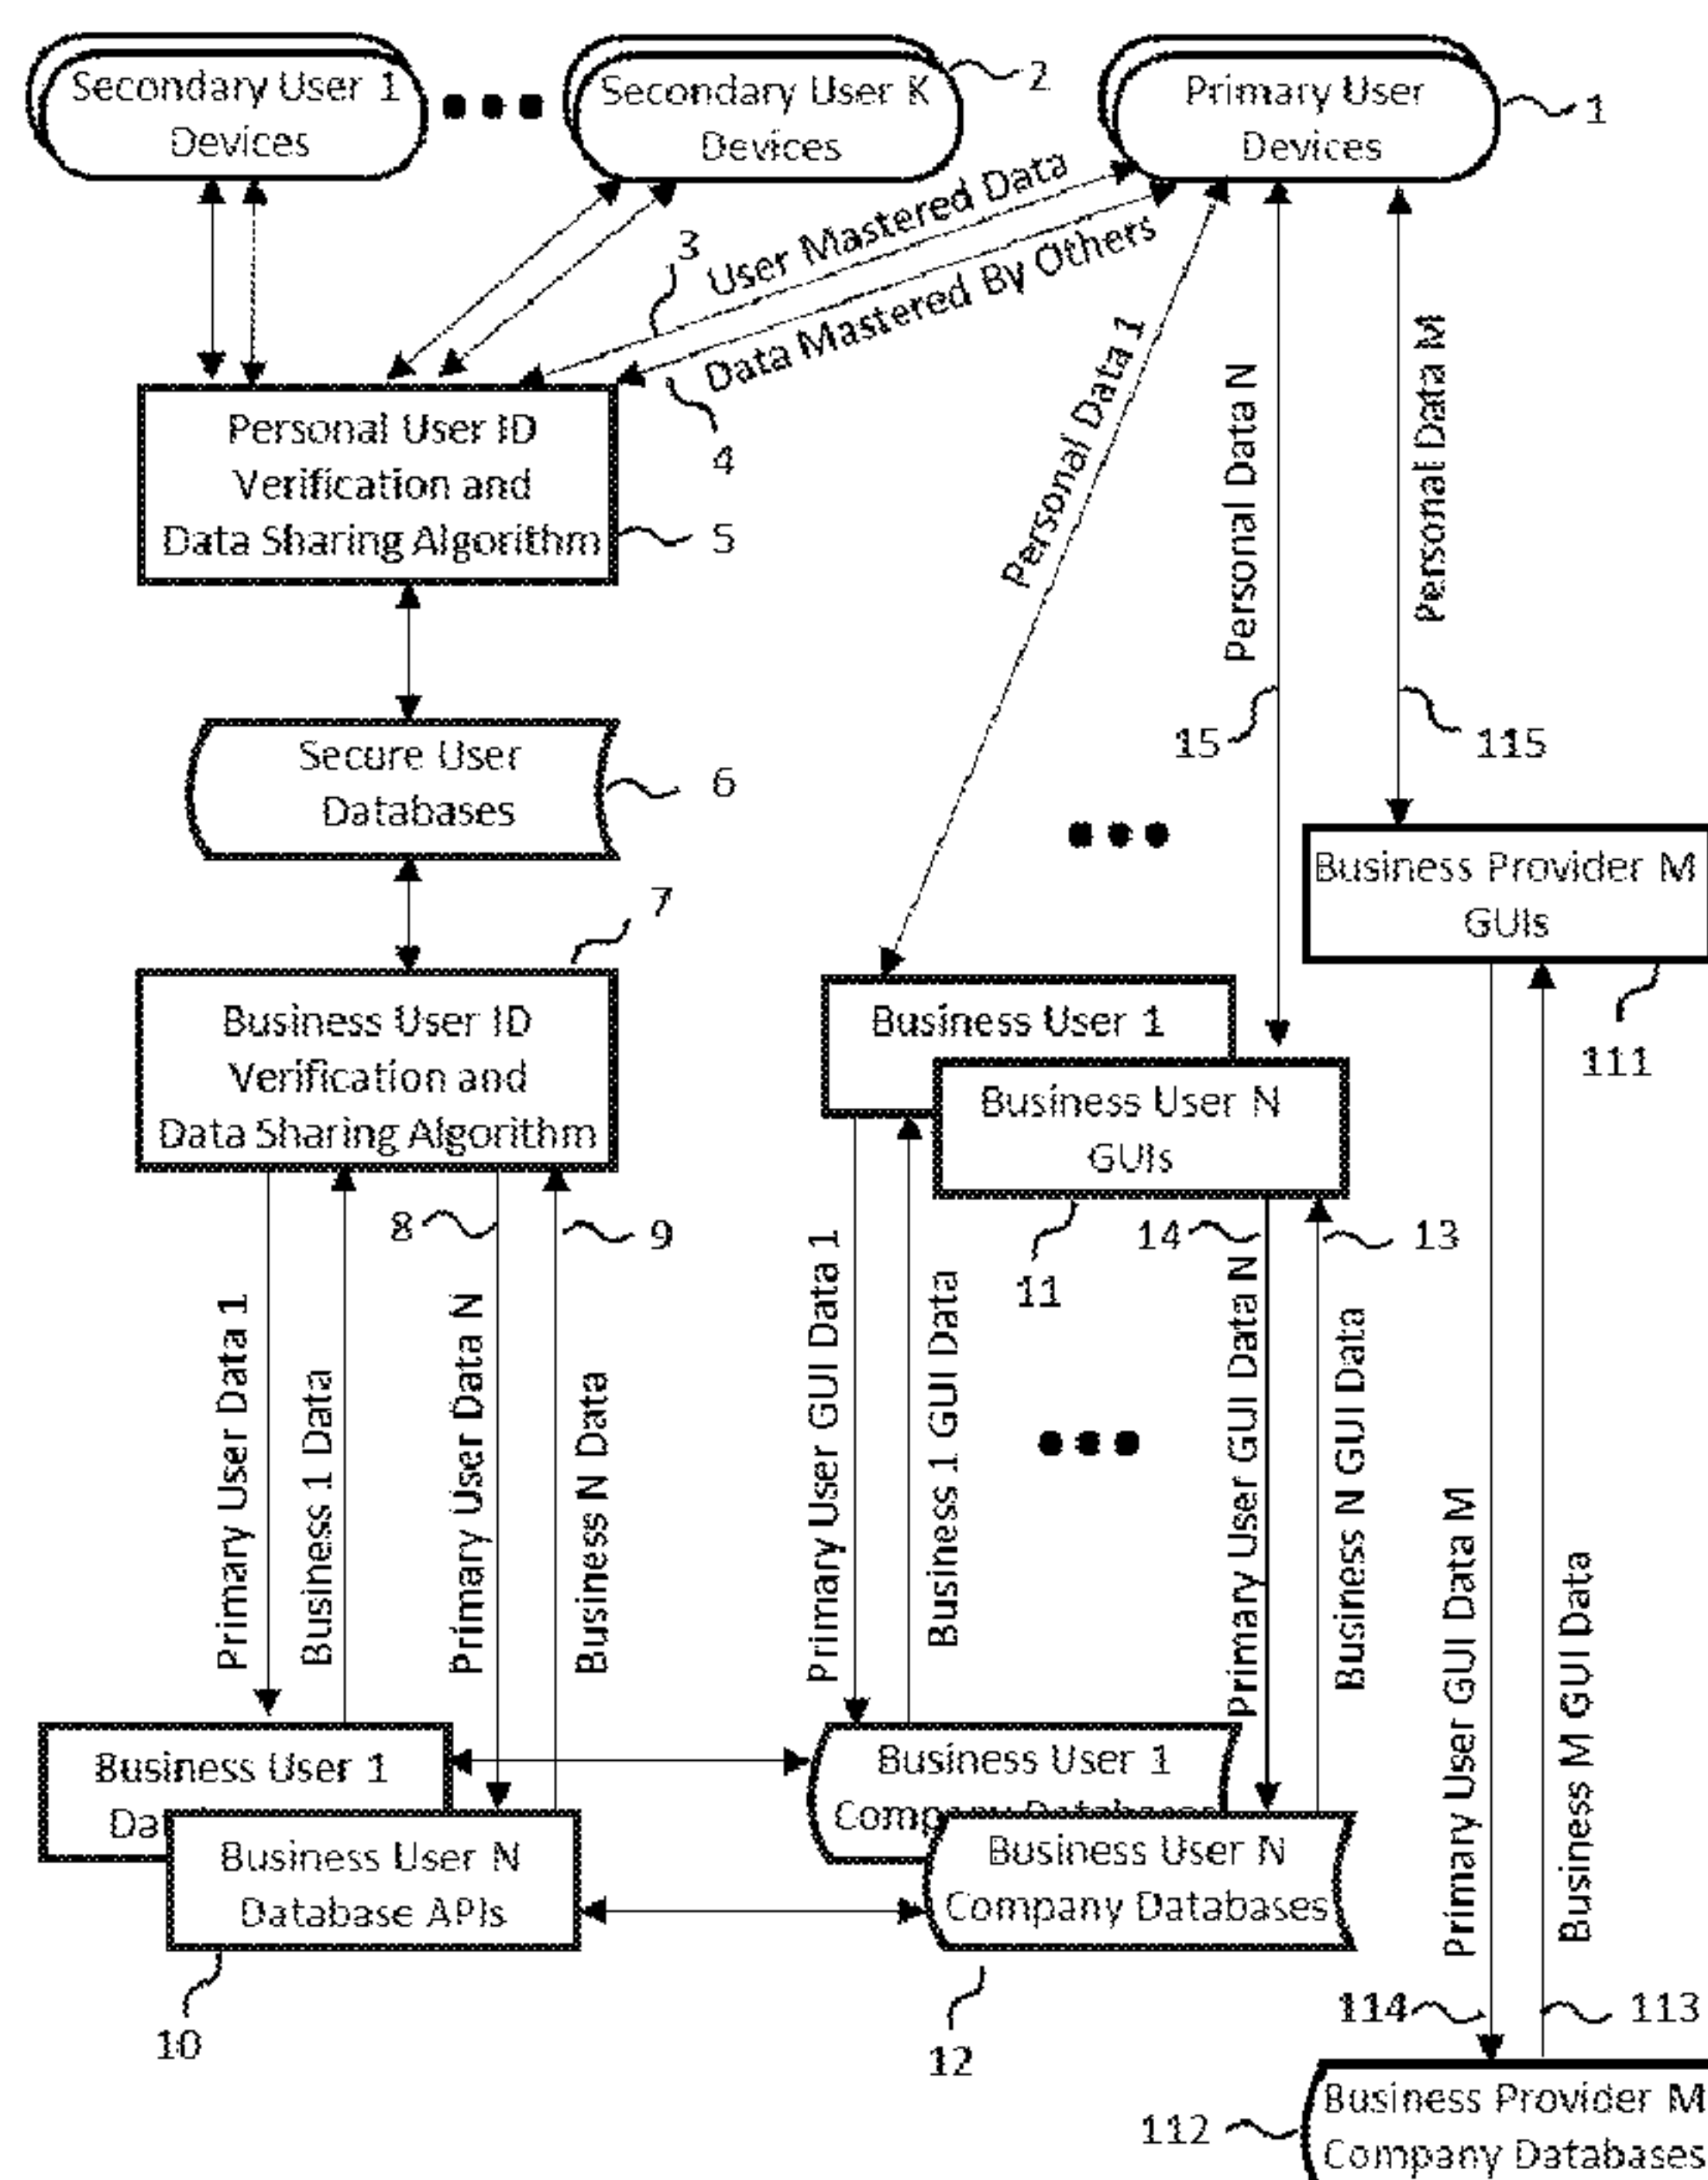 Secondary User 1
Devices
Secondary User K
Devices
2
Primary User
Devices
1
3
User Mastered Data
Data Mastered By Others
4
Personal User ID
Verification and
Data Sharing Algorithm
5
Personal Data 1
Personal Data N
Personal Data M
15
115
Secure User
Databases
6
Business Provider M
GUIs
111
7
Business User ID
Verification and
Data Sharing Algorithm
Business User 1
Business User N
GUIs
11
8
9
14
13
Primary User Data 1
Business 1 Data
Primary User Data N
Business N Data
Primary User GUI Data 1
Business 1 GUI Data
Primary User GUI Data N
Business N GUI Data
Primary User GUI Data M
Business M GUI Data
Business User 1
Business User N
Database APIs
10
Business User 1
Company Databases
Business User N
Company Databases
12
114
113
112
Business Provider M
Company Databases